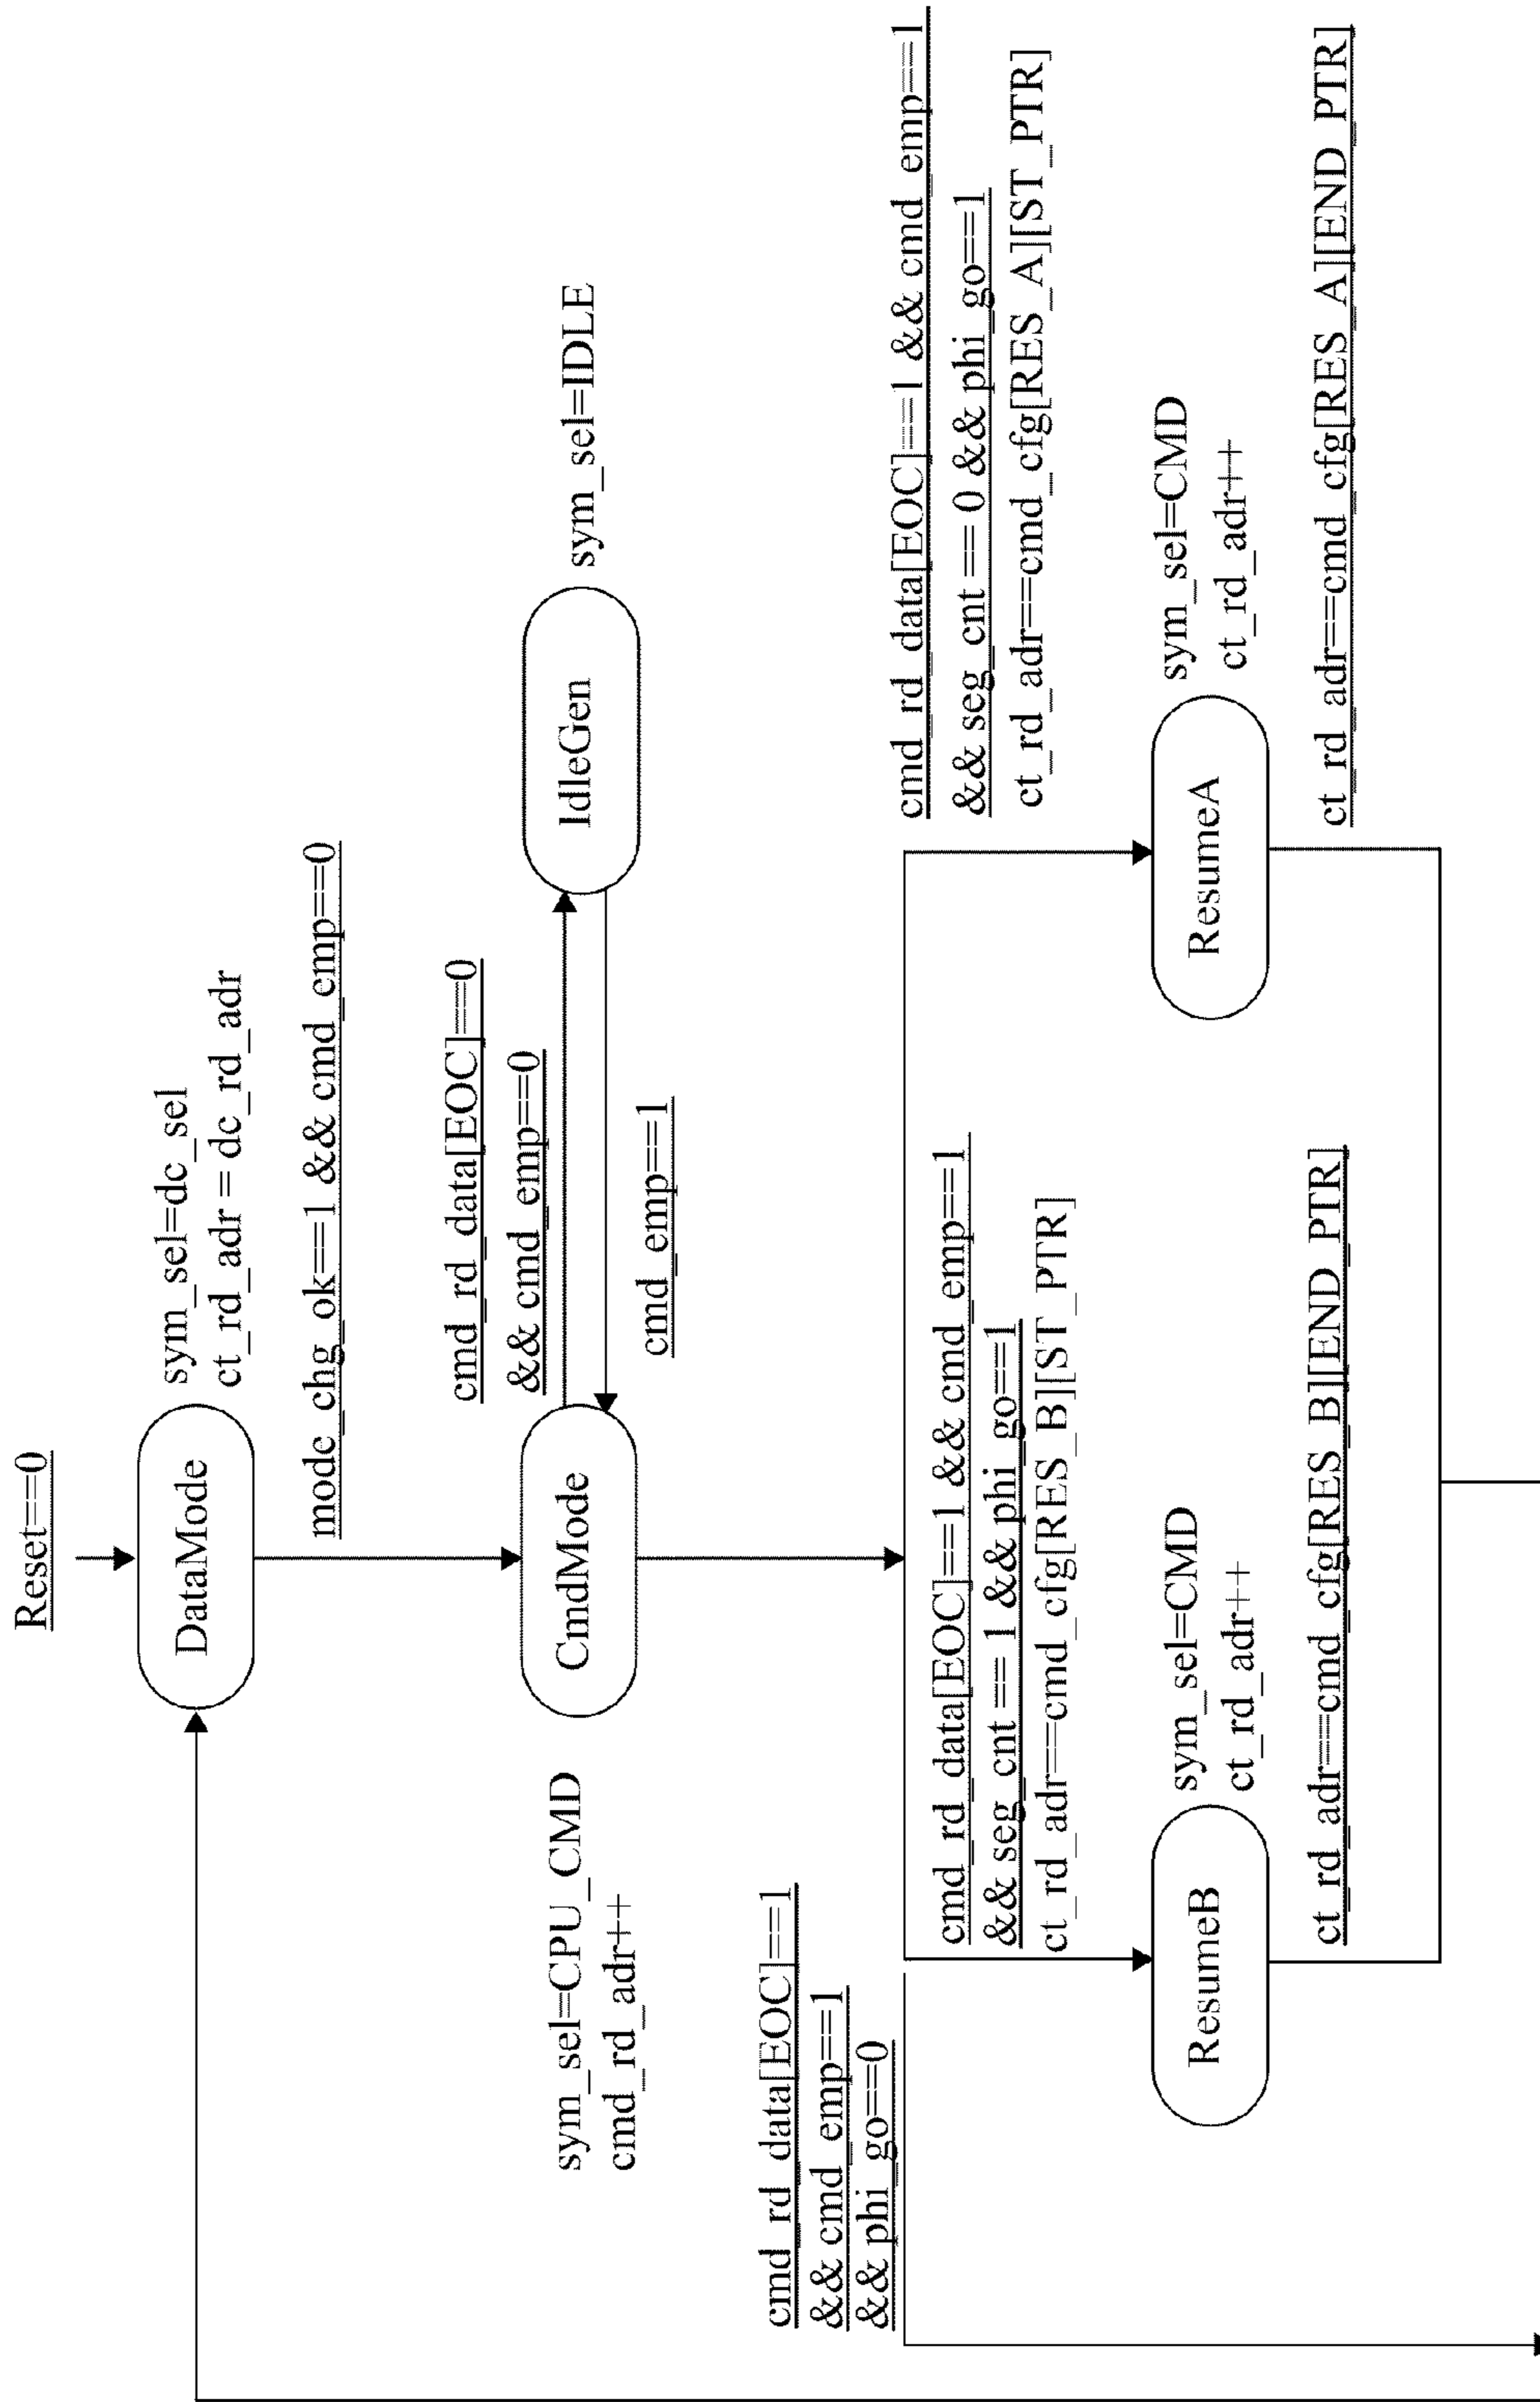 Reset==0
DataMode
sym_sel=dc_sel
ct_rd_adr = dc_rd_adr
mode_chg_ok==1 && cmd_emp==0
sym_sel=CPU_CMD
cmd_rd_adr++
CmdMode
cmd_rd_data[EOC]==0
&& cmd_emp==0
cmd_emp==1
IdleGen
sym_sel=IDLE
cmd_rd_data[EOC]==1
&& cmd_emp==1
&& phi_go==0
cmd_rd_data[EOC]==1 && cmd_emp==1
&& seg_cnt == 1 && phi_go==1
ct_rd_adr==cmd_cfg[RES_B][ST_PTR]
cmd_rd_data[EOC]==1 && cmd_emp==1
&& seg_cnt == 0 && phi_go==1
ct_rd_adr==cmd_cfg[RES_A][ST_PTR]
ResumeB
sym_sel=CMD
ct_rd_adr++
ResumeA
sym_sel=CMD
ct_rd_adr++
ct_rd_adr==cmd_cfg[RES_B][END_PTR]
ct_rd_adr==cmd_cfg[RES_A][END_PTR]